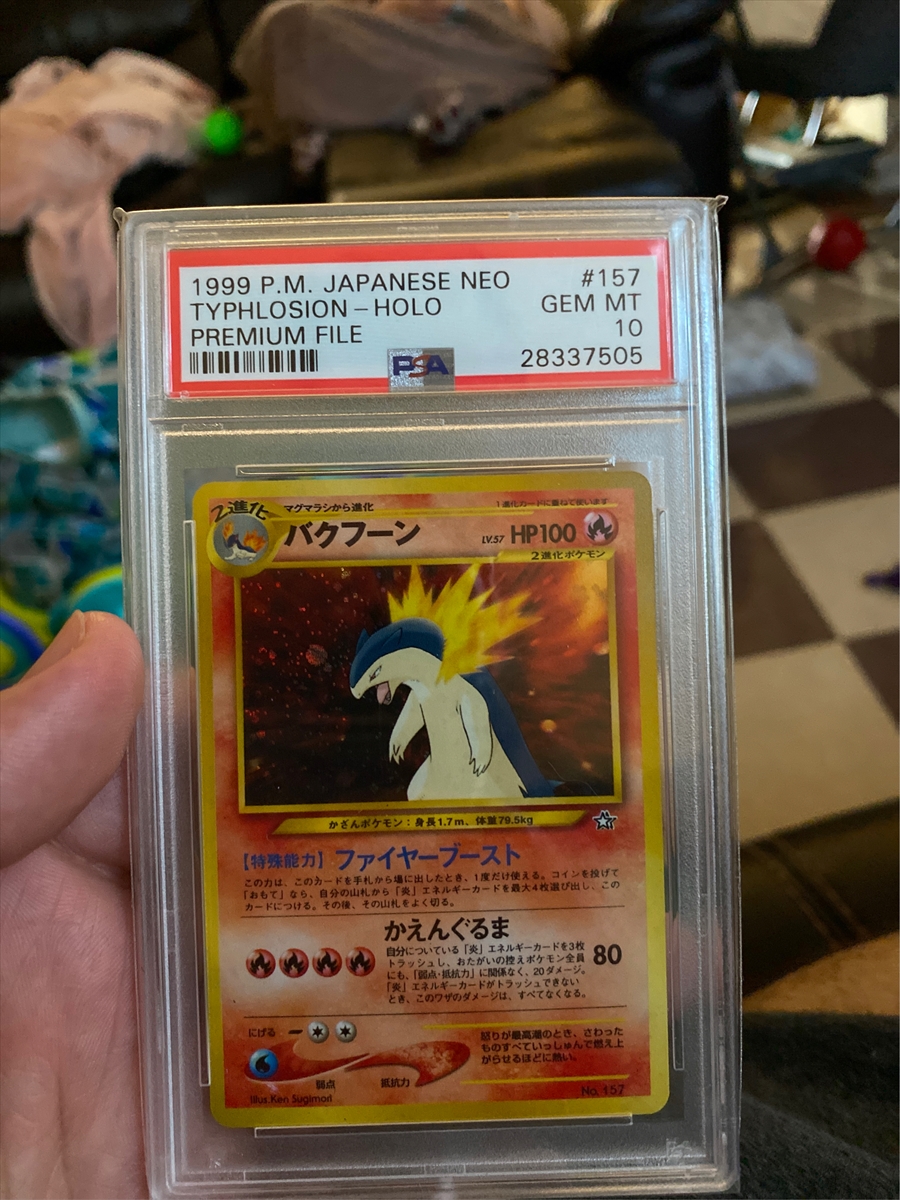 1999 P.M. JAPANESE NEO #157
TYPHLOSION-HOLO GEM MT
PREMIUM FILE 10
PSA 28337505
2進化 マグマラシから進化 1進化カードに重ねて使います
バクフーン LV.57 HP100
2進化ポケモン
かざんポケモン：身長1.7m、体重79.5kg
【特殊能力】ファイヤーブースト
この力は、このカードを手札から場に出したとき、1度だけ使える。コインを投げて
「おもて」なら、自分の山札から「炎」エネルギーカードを最大4枚選び出し、この
カードにつける。その後、その山札をよく切る。
かえんぐるま
自分についている「炎」エネルギーカードを3枚
トラッシュし、おたがいの控えポケモン全員
にも、「弱点・抵抗力」に関係なく、20ダメージ。
「炎」エネルギーカードがトラッシュできない
とき、このワザのダメージは、すべてなくなる。
80
にげる
弱点 抵抗力
怒りが最高潮のとき、さわった
ものすべていっしゅんで燃え上
がらせるほどに熱い。
Illus.Ken Sugimori No. 157